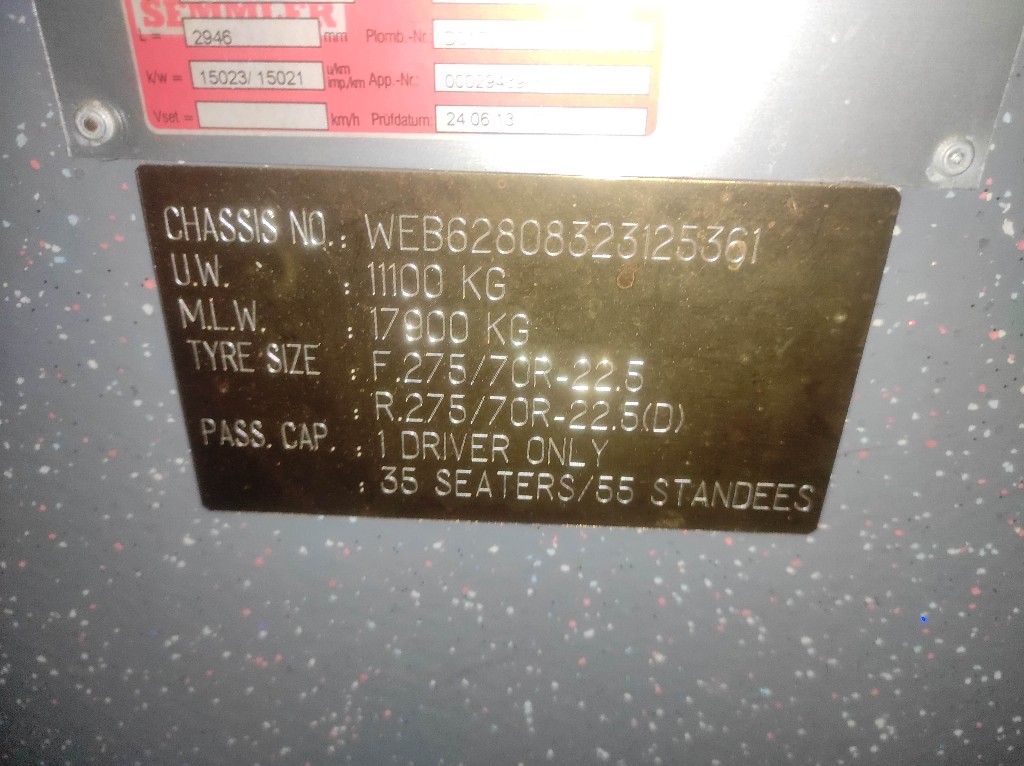 SEMMLER
L = 2946 mm Plomb.-Nr.
k/w = 15023/15021 u/km imp/km App.-Nr.:
Vset = km/h Prüfdatum: 24 06 13
CHASSIS NO. : WEB62808323125361
U.W. : 11100 KG
M.L.W. : 17900 KG
TYRE SIZE : F.275/70R-22.5
: R.275/70R-22.5(D)
PASS. CAP. : 1 DRIVER ONLY
: 35 SEATERS/55 STANDEES